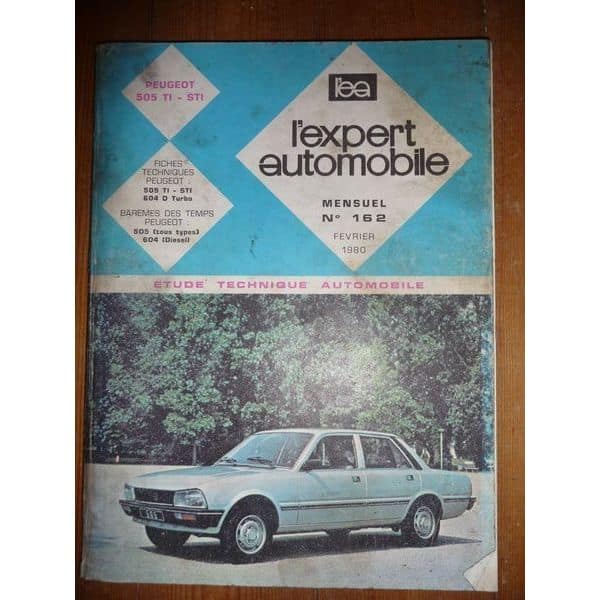 PEUGEOT
505 TI - STI
l'ea
l'expert
automobile
FICHES
TECHNIQUES
PEUGEOT :
505 TI - STI
604 D Turbo
BARÈMES DES TEMPS
PEUGEOT :
505 (tous types)
604 (Diesel)
MENSUEL
N° 162
FEVRIER
1980
ETUDE TECHNIQUE AUTOMOBILE